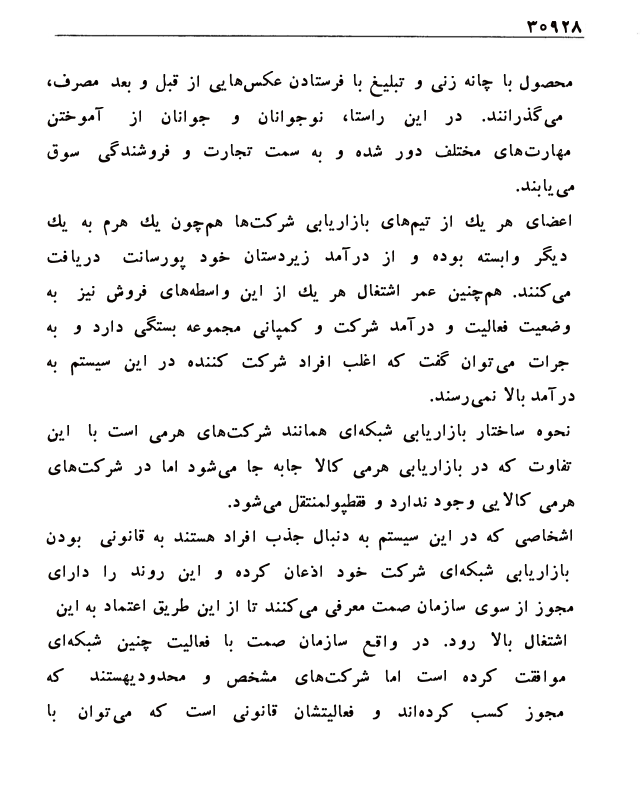 ۳۰۹۲۸
محصول با چانه زنی و تبلیغ با فرستادن عکس‌هایی از قبل و بعد مصرف،
می‌گذرانند. در این راستا، نوجوانان و جوانان از آموختن
مهارت‌های مختلف دور شده و به سمت تجارت و فروشندگی سوق
می‌یابند.
اعضای هر یك از تیم‌های بازاریابی شرکت‌ها هم‌چون یك هرم به یك
دیگر وابسته بوده و از درآمد زیردستان خود پورسانت دریافت
می‌کنند. هم‌چنین عمر اشتغال هر یك از این واسطه‌های فروش نیز به
وضعیت فعالیت و درآمد شرکت و کمپانی مجموعه بستگی دارد و به
جرات می‌توان گفت که اغلب افراد شرکت کننده در این سیستم به
درآمد بالا نمی‌رسند.
نحوه ساختار بازاریابی شبکه‌ای همانند شرکت‌های هرمی است با این
تفاوت که در بازاریابی هرمی کالا جابه جا می‌شود اما در شرکت‌های
هرمی کالایی وجود ندارد و فقطپولمنتقل می‌شود.
اشخاصی که در این سیستم به دنبال جذب افراد هستند به قانونی بودن
بازاریابی شبکه‌ای شرکت خود اذعان کرده و این روند را دارای
مجوز از سوی سازمان صمت معرفی می‌کنند تا از این طریق اعتماد به این
اشتغال بالا رود. در واقع سازمان صمت با فعالیت چنین شبکه‌ای
موافقت کرده است اما شرکت‌های مشخص و محدودیهستند که
مجوز کسب کرده‌اند و فعالیتشان قانونی است که می‌توان با